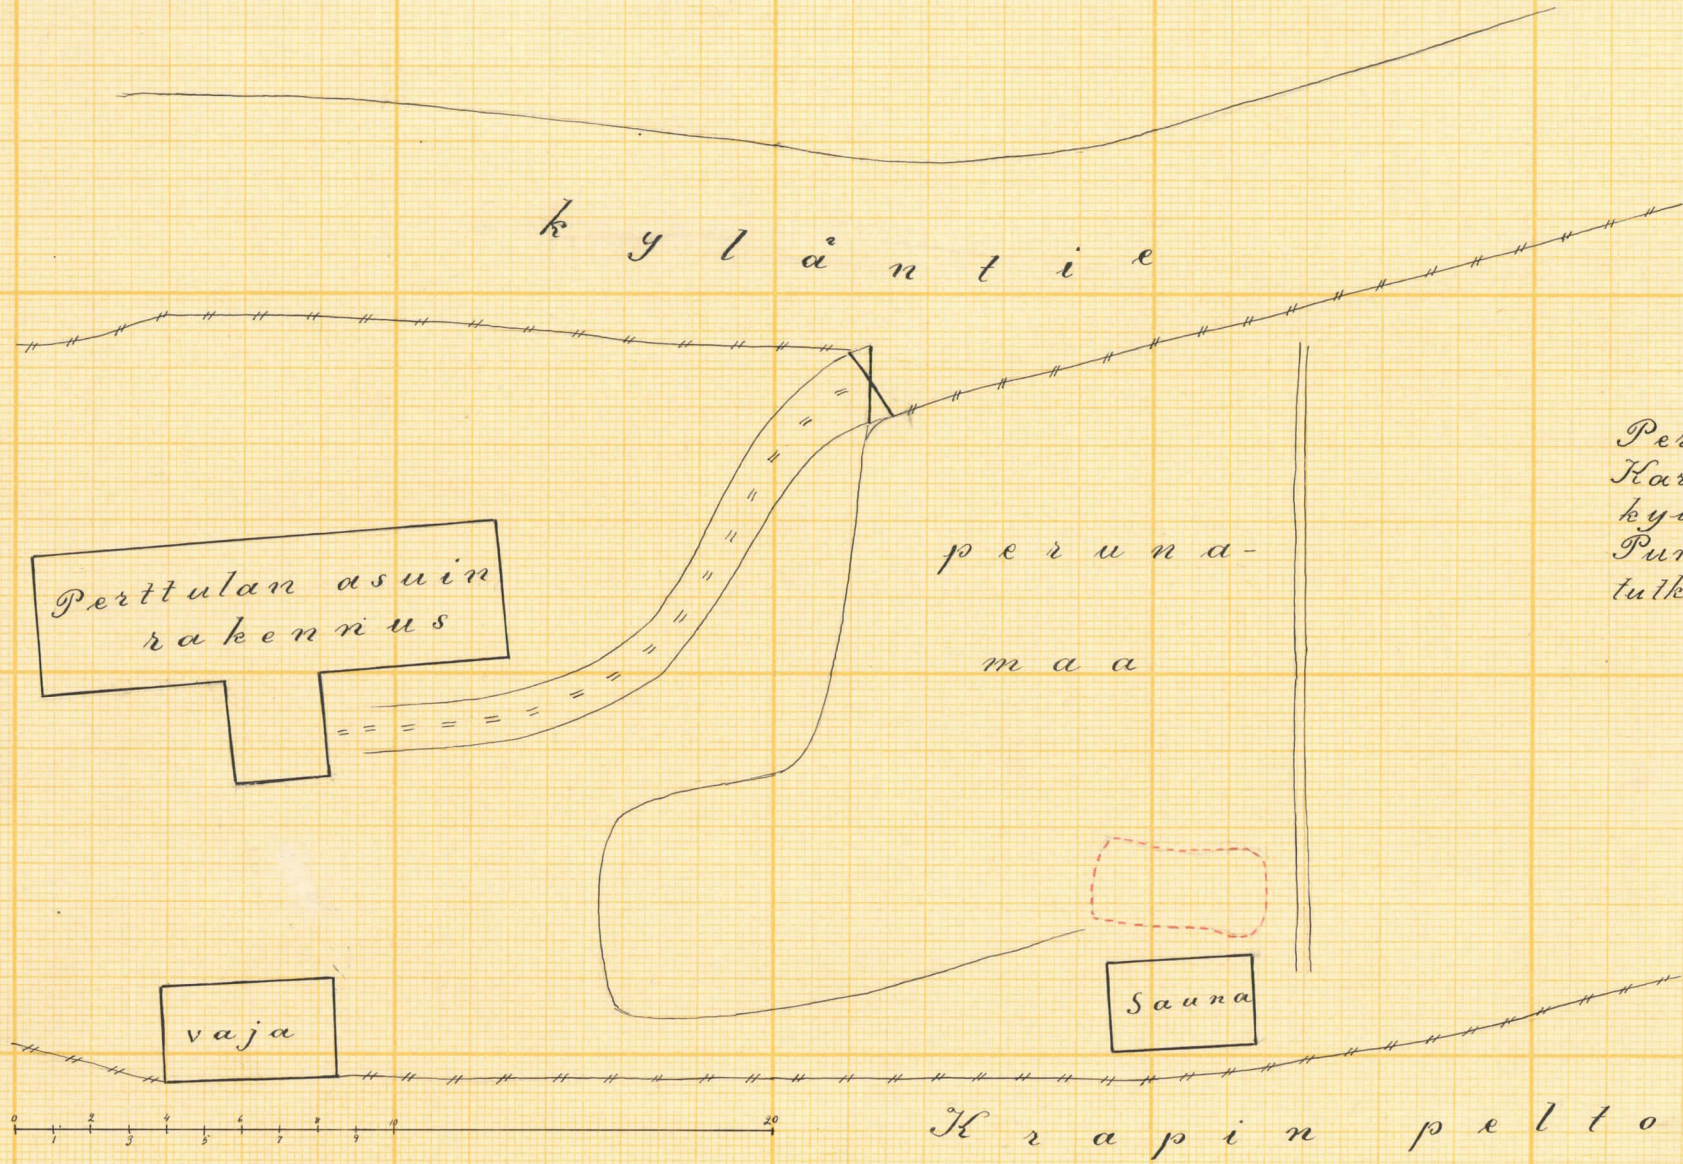 kyläntie
Perttulan asuin
rakennus
peruna-
maa
vaja
Sauna
0 1 2 3 4 5 6 7 8 9 10 20
Krapin pelto